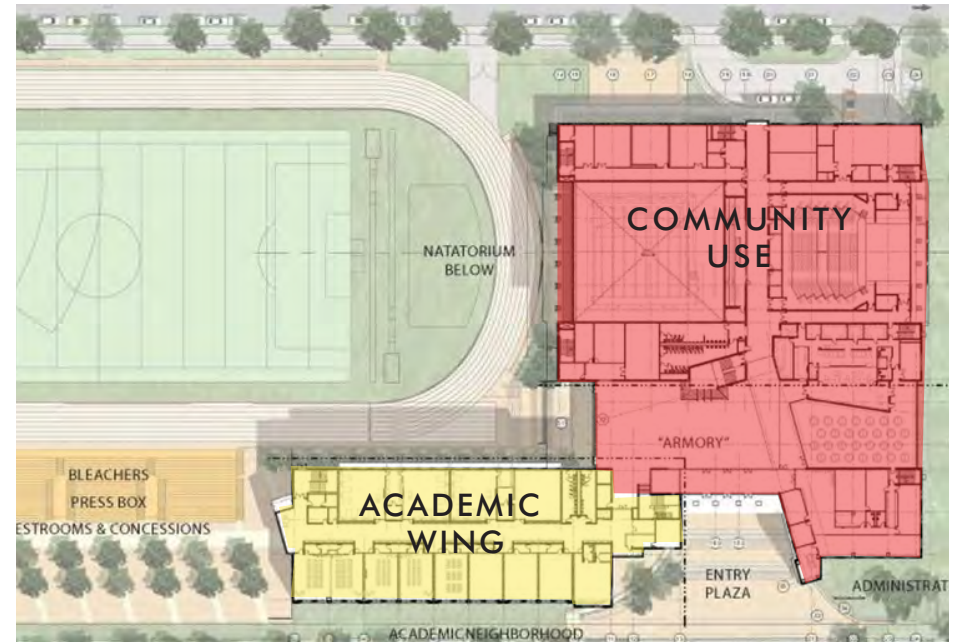 COMMUNITY
USE
NATATORIUM
BELOW
"ARMORY"
BLEACHERS
PRESS BOX
ESTROOMS & CONCESSIONS
ACADEMIC
WING
ENTRY
PLAZA
ADMINISTRAT
ACADEMIC NEIGHBORHOOD